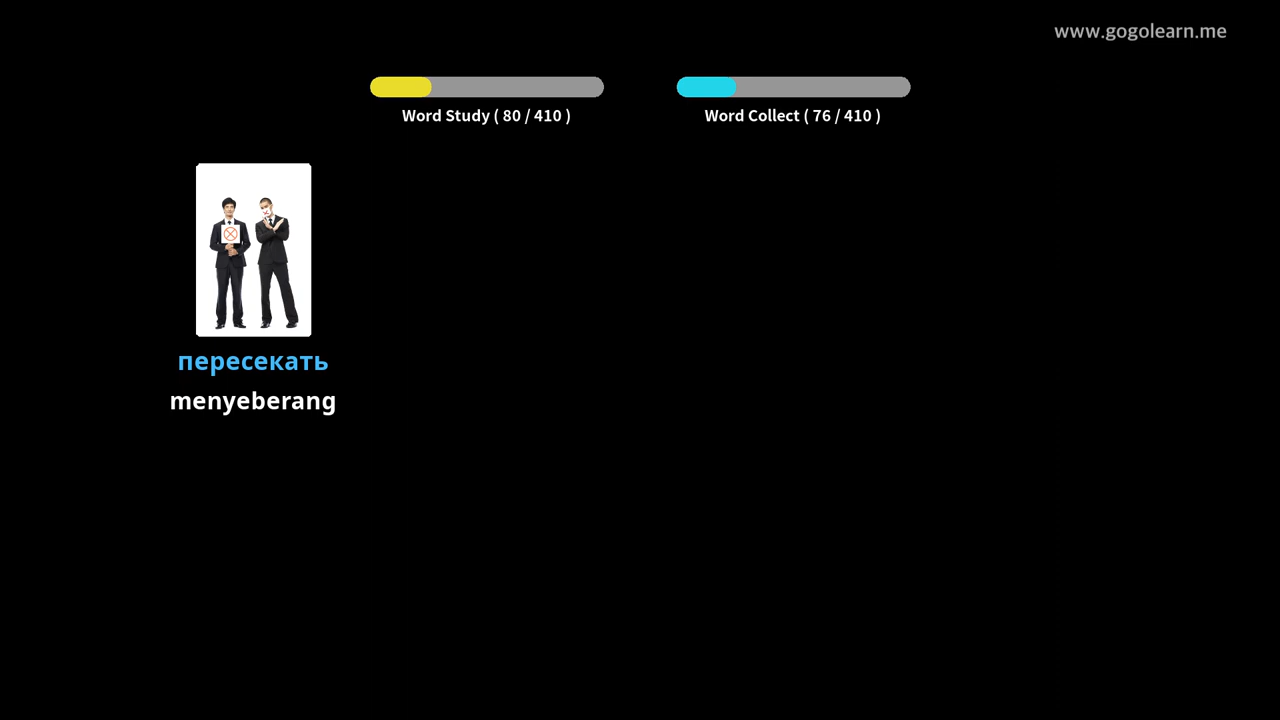 www.gogolearn.me
Word Study ( 80 / 410 )
Word Collect ( 76 / 410 )
пересекать
menyeberang